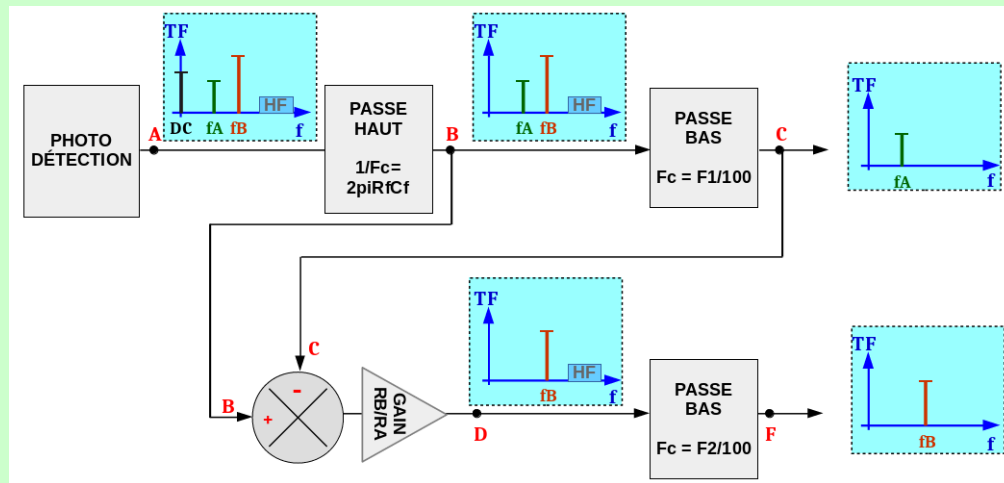 TF
DC
fA
fB
HF
f
TF
fA
fB
HF
f
TF
fA
f
PHOTO
DÉTECTION
A
PASSE
HAUT
1/Fc=
2piRfCf
B
PASSE
BAS
Fc = F1/100
C
C
B
+
-
GAIN
RB/RA
TF
fB
HF
f
D
PASSE
BAS
Fc = F2/100
F
TF
fB
f